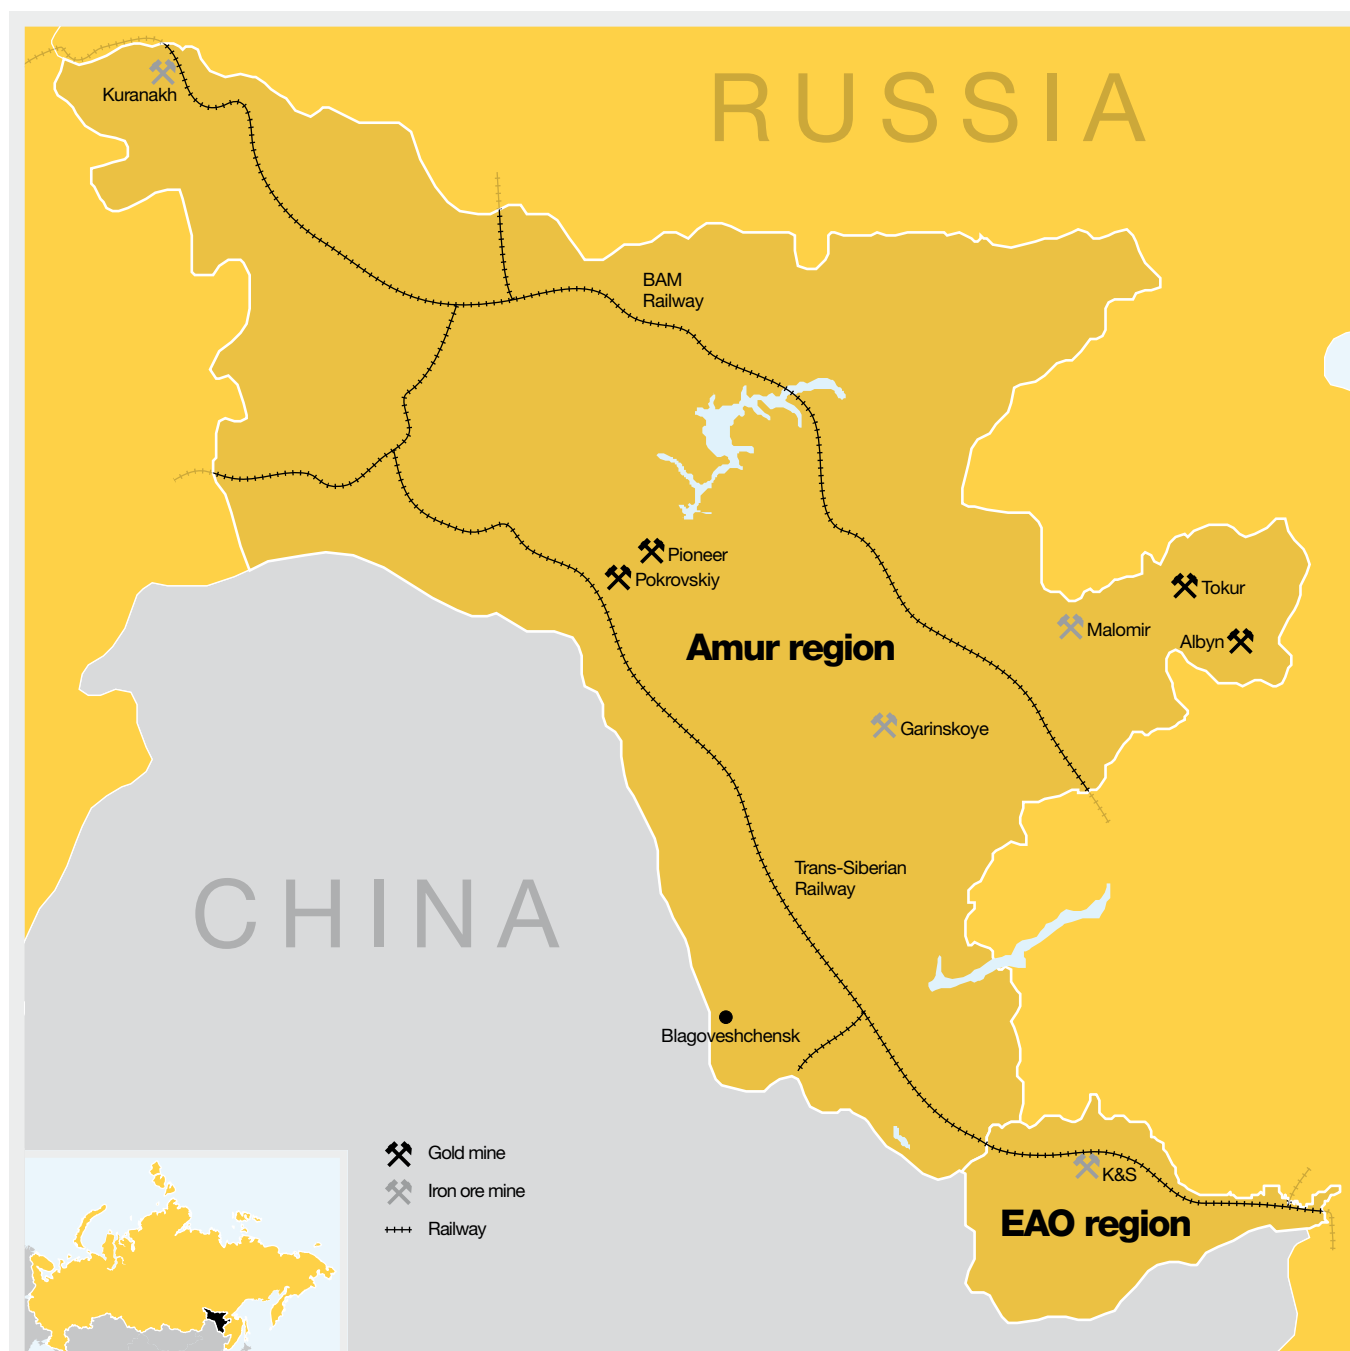 RUSSIA
Kuranakh
BAM
Railway
Pioneer
Pokrovskiy
Tokur
Malomir
Albyn
Amur region
Garinskoye
Trans-Siberian
Railway
CHINA
Blagoveshchensk
Gold mine
Iron ore mine
Railway
K&S
EAO region